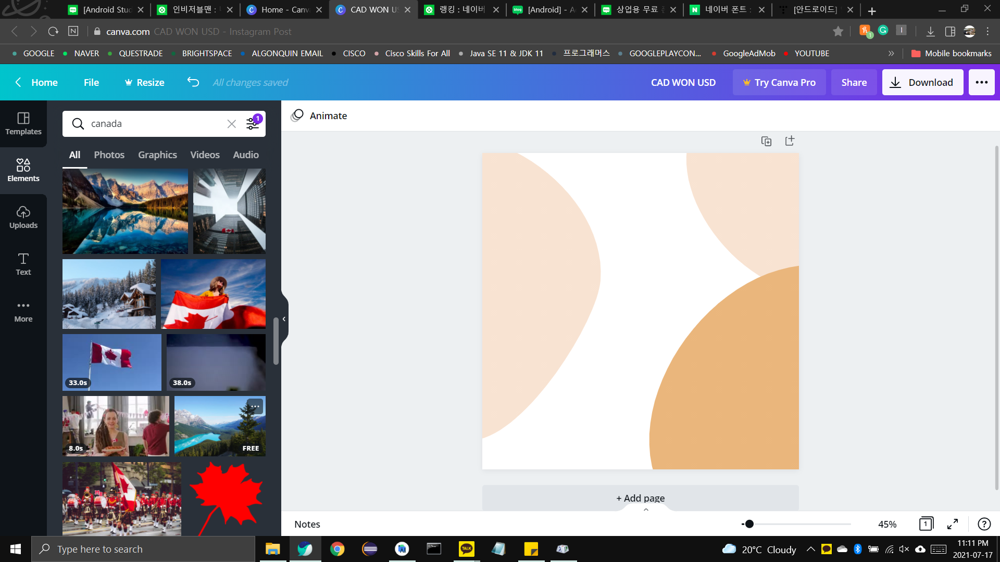 [Android Stud
인비저블맨 :
Home - Canva
CAD WON US
랭킹 : 네이버
[Android] - A
상업용 무료 폰
네이버 폰트 :
[안드로이드]
canva.com CAD WON USD - Instagram Post
1
GOOGLE
NAVER
QUESTRADE
BRIGHTSPACE
ALGONQUIN EMAIL
CISCO
Cisco Skills For All
Java SE 11 & JDK 11
프로그래머스
GOOGLEPLAYCON...
GoogleAdMob
YOUTUBE
Mobile bookmarks
Home
File
Resize
All changes saved
CAD WON USD
Try Canva Pro
Share
Download
Templates
Elements
Uploads
Text
More
canada
1
All
Photos
Graphics
Videos
Audio
33.0s
38.0s
8.0s
FREE
Animate
+ Add page
Notes
45%
1
?
Type here to search
TALK
20°C Cloudy
11:11 PM
2021-07-17